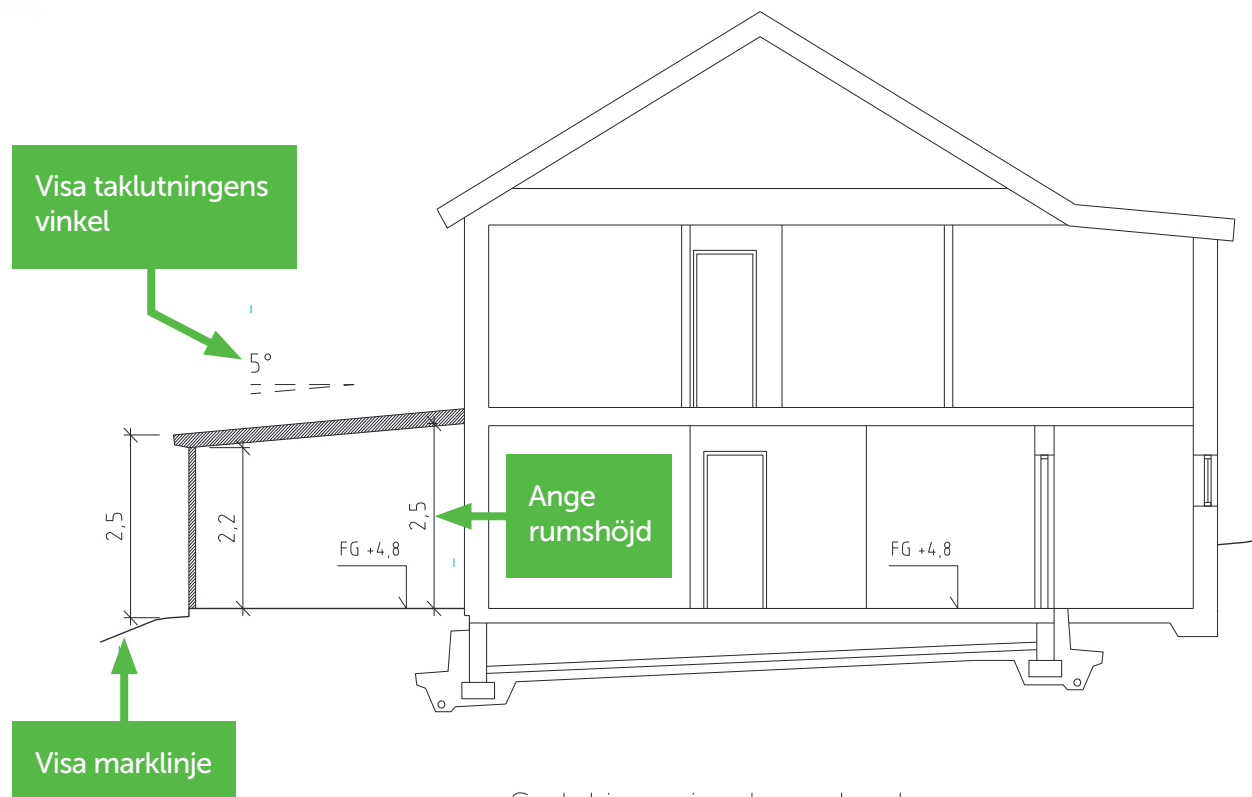 Visa taklutningens
vinkel
5°
2,5
2,2
2,5
Ange
rumshöjd
FG +4,8
FG +4,8
Visa marklinje